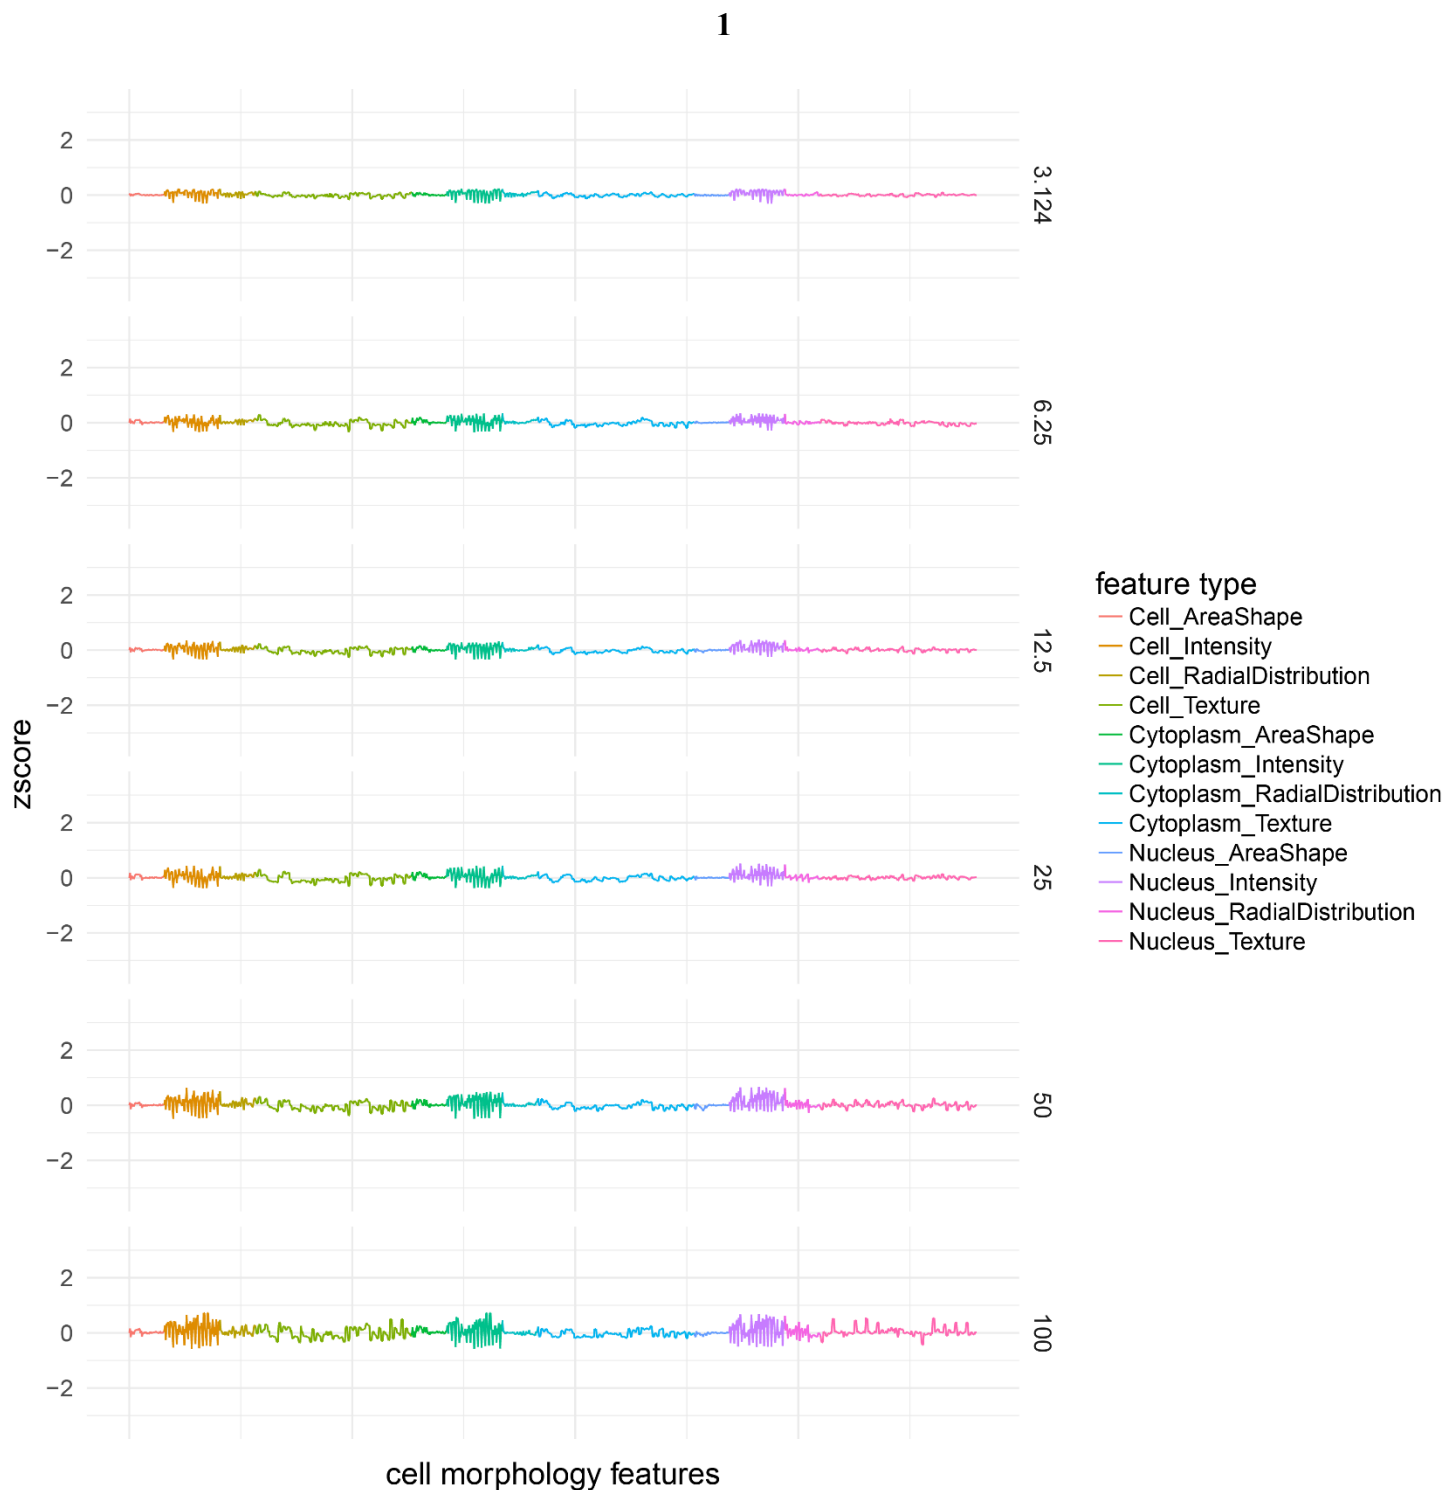 1
2
0
−2
3.124
2
0
−2
6.25
2
0
−2
12.5
2
0
−2
25
2
0
−2
50
2
0
−2
100
zscore
cell morphology features
feature type
Cell_AreaShape
Cell_Intensity
Cell_RadialDistribution
Cell_Texture
Cytoplasm_AreaShape
Cytoplasm_Intensity
Cytoplasm_RadialDistribution
Cytoplasm_Texture
Nucleus_AreaShape
Nucleus_Intensity
Nucleus_RadialDistribution
Nucleus_Texture